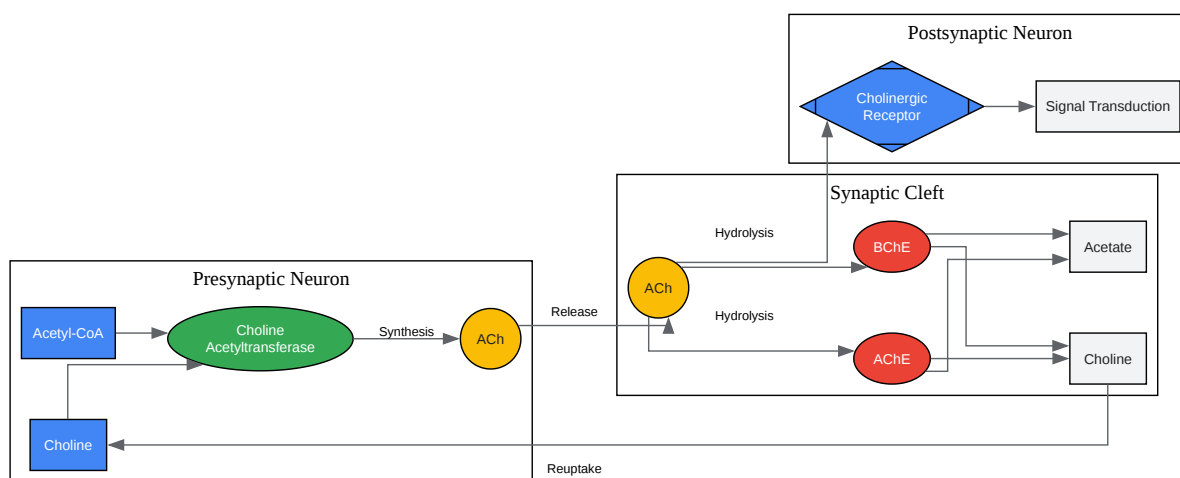 Postsynaptic Neuron
Cholinergic
Receptor
Signal Transduction
Synaptic Cleft
Hydrolysis
BChE
Acetate
ACh
Hydrolysis
AChE
Choline
Presynaptic Neuron
Acetyl-CoA
Choline
Acetyltransferase
Synthesis
ACh
Release
Choline
Reuptake